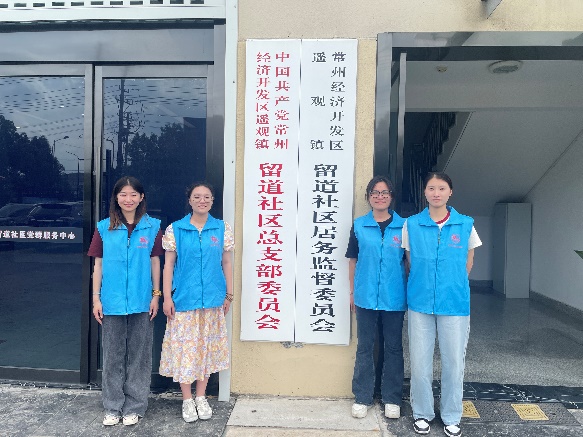 中国共产党常州
经济开发区遥观镇
留道社区总支部委员会
常州经济开发区
遥观镇
留道社区居务监督委员会
留道社区党群服务中心